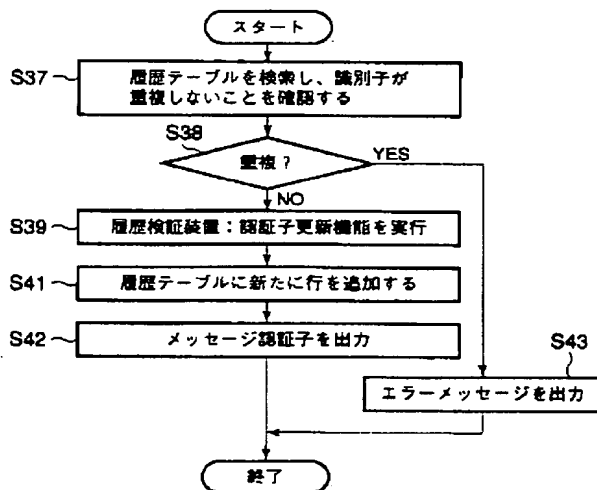 スタート
S37
履歴テーブルを検索し、識別子が
重複しないことを確認する
S38
重複？
YES
NO
S39
履歴検証装置：認証子更新機能を実行
S41
履歴テーブルに新たに行を追加する
S42
メッセージ認証子を出力
S43
エラーメッセージを出力
終了